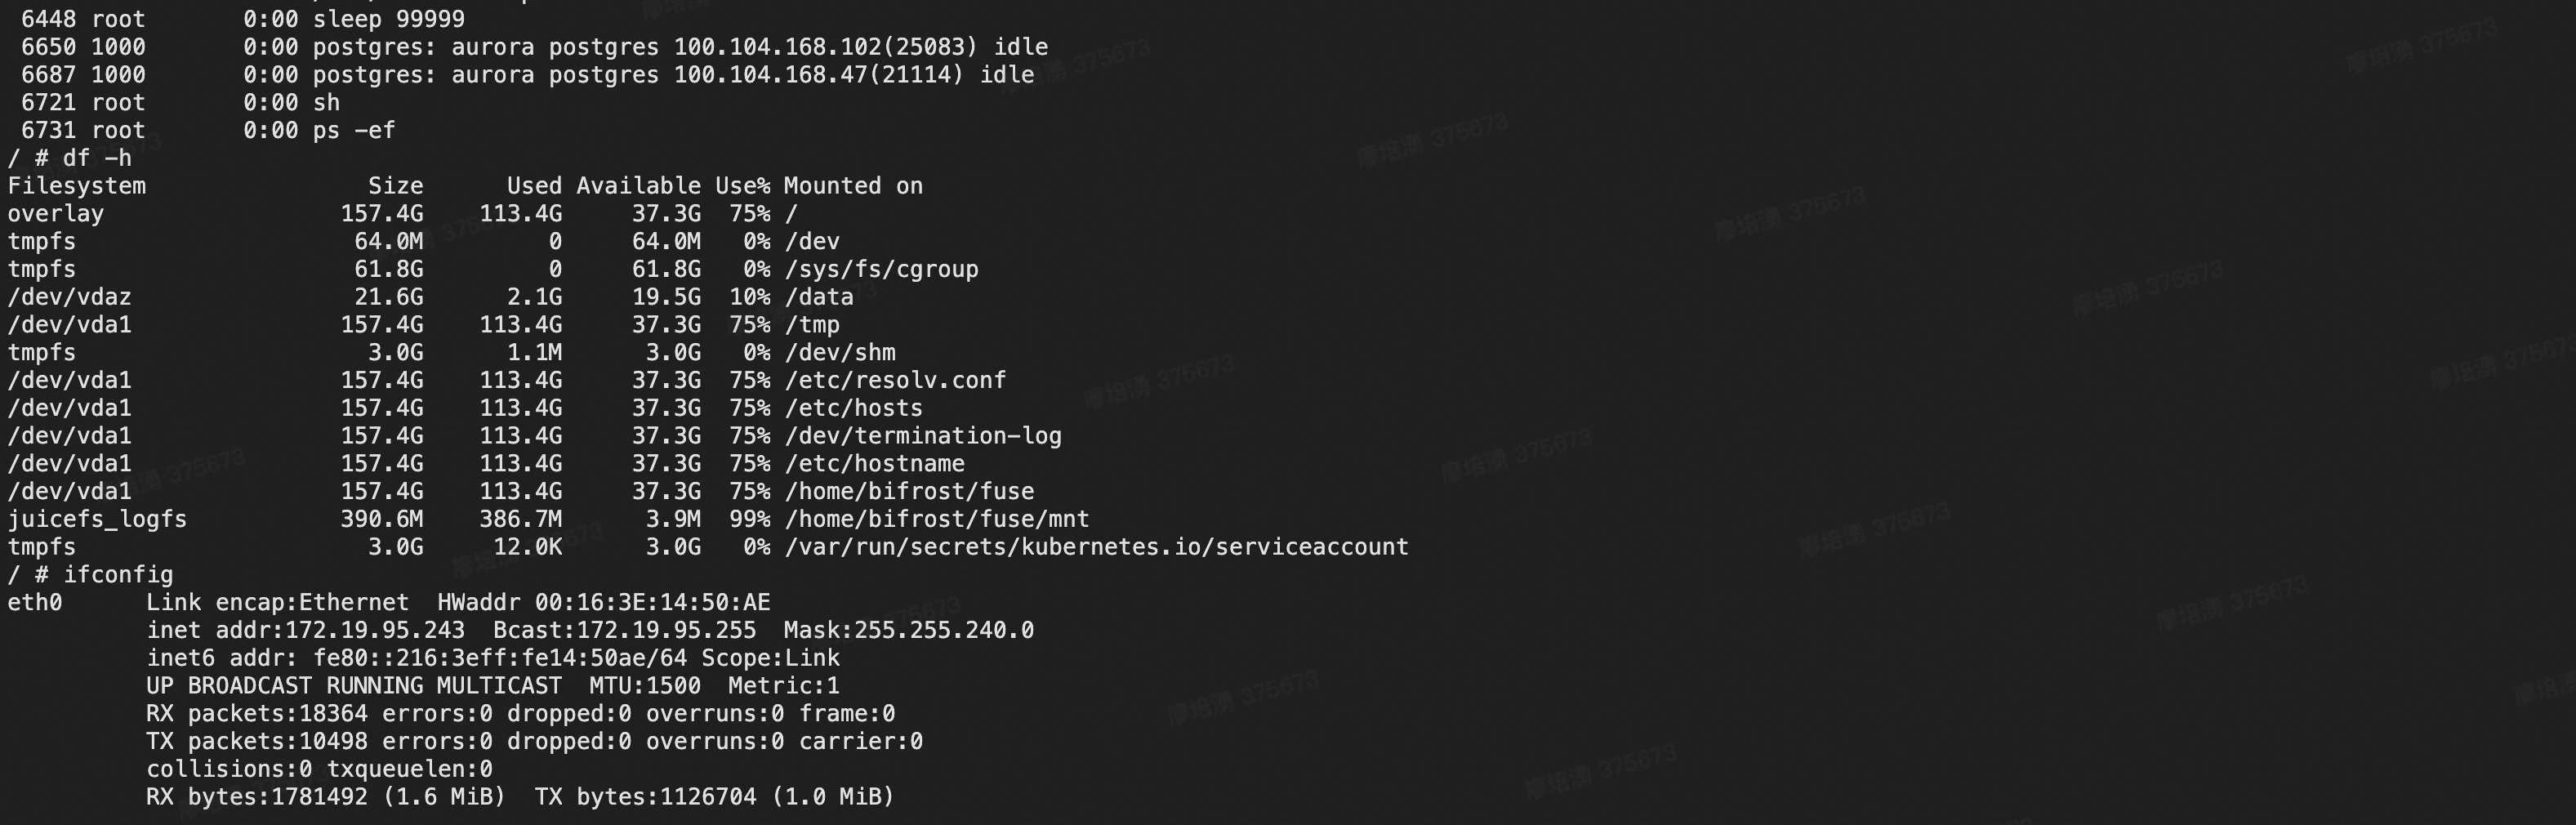 6448 root       0:00 sleep 99999
6650 1000       0:00 postgres: aurora postgres 100.104.168.102(25083) idle
6687 1000       0:00 postgres: aurora postgres 100.104.168.47(21114) idle
6721 root       0:00 sh
6731 root       0:00 ps -ef
/ # df -h
Filesystem                Size      Used Available Use% Mounted on
overlay                 157.4G    113.4G     37.3G  75% /
tmpfs                    64.0M         0     64.0M   0% /dev
tmpfs                    61.8G         0     61.8G   0% /sys/fs/cgroup
/dev/vdaz                21.6G      2.1G     19.5G  10% /data
/dev/vda1               157.4G    113.4G     37.3G  75% /tmp
tmpfs                     3.0G      1.1M      3.0G   0% /dev/shm
/dev/vda1               157.4G    113.4G     37.3G  75% /etc/resolv.conf
/dev/vda1               157.4G    113.4G     37.3G  75% /etc/hosts
/dev/vda1               157.4G    113.4G     37.3G  75% /dev/termination-log
/dev/vda1               157.4G    113.4G     37.3G  75% /etc/hostname
/dev/vda1               157.4G    113.4G     37.3G  75% /home/bifrost/fuse
juicefs_logfs           390.6M    386.7M      3.9M  99% /home/bifrost/fuse/mnt
tmpfs                     3.0G     12.0K      3.0G   0% /var/run/secrets/kubernetes.io/serviceaccount
/ # ifconfig
eth0      Link encap:Ethernet  HWaddr 00:16:3E:14:50:AE
          inet addr:172.19.95.243  Bcast:172.19.95.255  Mask:255.255.240.0
          inet6 addr: fe80::216:3eff:fe14:50ae/64 Scope:Link
          UP BROADCAST RUNNING MULTICAST  MTU:1500  Metric:1
          RX packets:18364 errors:0 dropped:0 overruns:0 frame:0
          TX packets:10498 errors:0 dropped:0 overruns:0 carrier:0
          collisions:0 txqueuelen:0
          RX bytes:1781492 (1.6 MiB)  TX bytes:1126704 (1.0 MiB)
廖培湧 375673